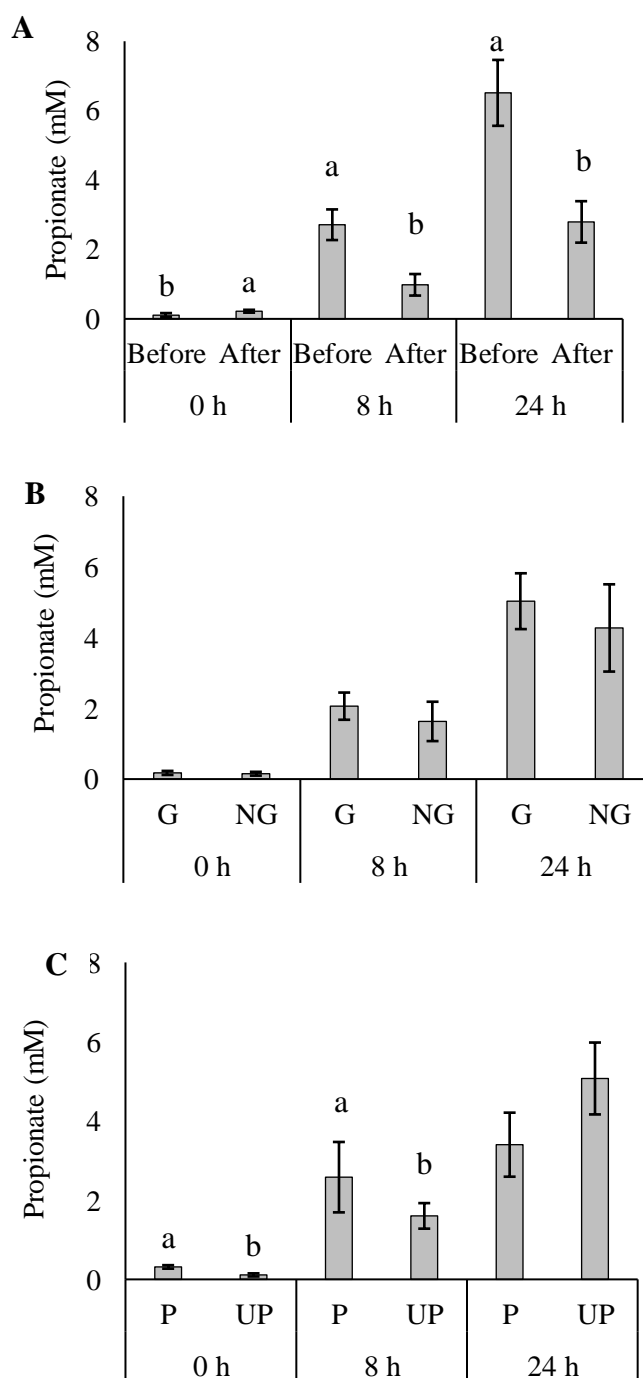 A
Propionate (mM)
8
6
4
2
0
a
b
a
b
a
b
Before After Before After Before After
0 h 8 h 24 h
B
Propionate (mM)
8
6
4
2
0
G NG G NG G NG
0 h 8 h 24 h
C
Propionate (mM)
8
6
4
2
0
a
b
a
b
P UP P UP P UP
0 h 8 h 24 h